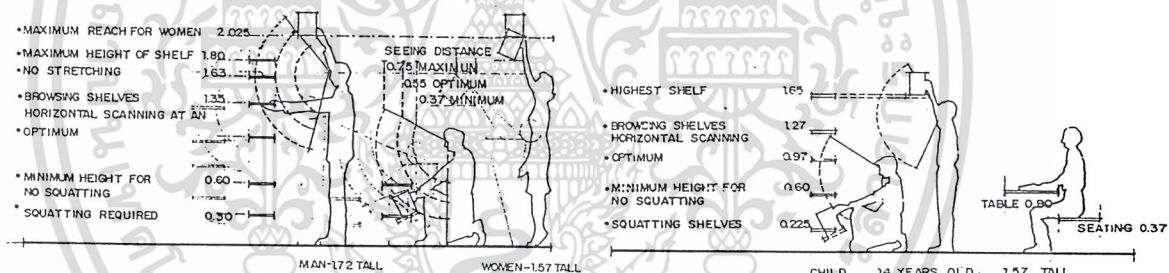 • MAXIMUM REACH FOR WOMEN 2.025
• MAXIMUM HEIGHT OF SHELF 1.80
• NO STRETCHING 1.63
• BROWSING SHELVES 1.35
HORIZONTAL SCANNING AT AN
• OPTIMUM
• MINIMUM HEIGHT FOR 0.60
NO SQUATTING
• SQUATTING REQUIRED 0.30
SEEING DISTANCE
0.75 MAXIMUN
0.55 OPTIMUM
0.37 MINIMUM
MAN-1.72 TALL
WOMEN-1.57 TALL
• HIGHEST SHELF 1.65
• BROWSING SHELVES 1.27
HORIZONTAL SCANNING
• OPTIMUM 0.97
• MINIMUM HEIGHT FOR 0.60
NO SQUATTING
• SQUATTING SHELVES 0.225
TABLE
SEATING 0.37
CHILD 14 YEARS OLD 1.57 TALL